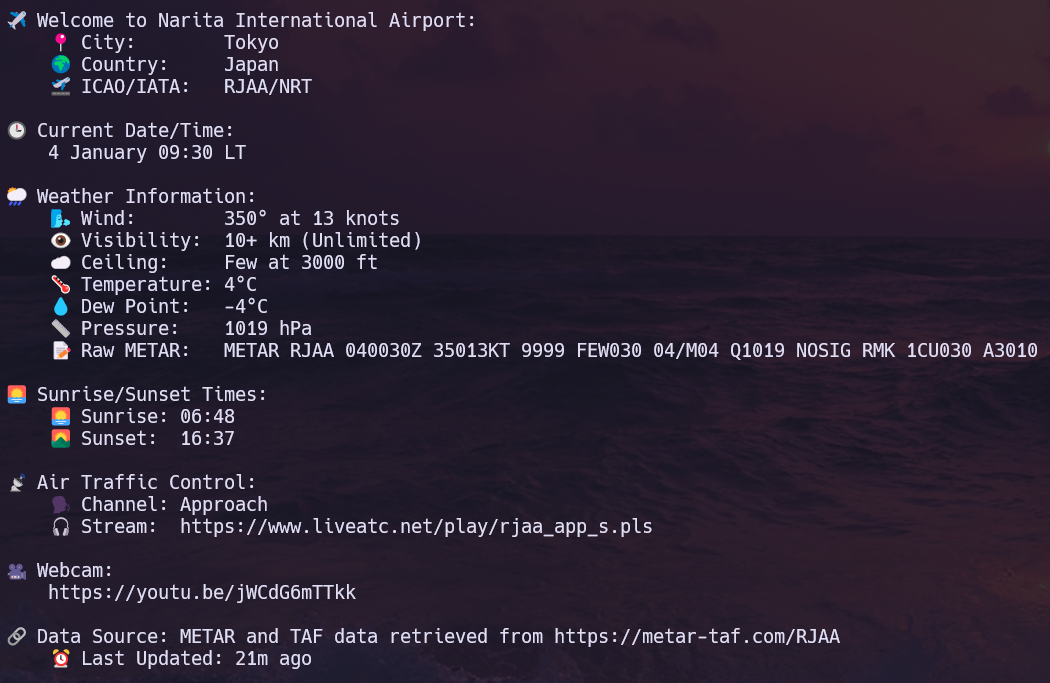 Welcome to Narita International Airport:
City: Tokyo
Country: Japan
ICAO/IATA: RJAA/NRT
Current Date/Time:
4 January 09:30 LT
Weather Information:
Wind: 350° at 13 knots
Visibility: 10+ km (Unlimited)
Ceiling: Few at 3000 ft
Temperature: 4°C
Dew Point: -4°C
Pressure: 1019 hPa
Raw METAR: METAR RJAA 040030Z 35013KT 9999 FEW030 04/M04 Q1019 NOSIG RMK 1CU030 A3010
Sunrise/Sunset Times:
Sunrise: 06:48
Sunset: 16:37
Air Traffic Control:
Channel: Approach
Stream: https://www.liveatc.net/play/rjaa_app_s.pls
Webcam:
https://youtu.be/jWCdG6mTTkk
Data Source: METAR and TAF data retrieved from https://metar-taf.com/RJAA
Last Updated: 21m ago